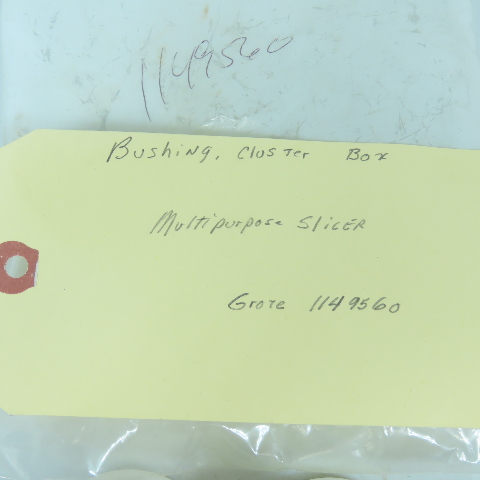 1149560
Bushing, Cluster Box
Multipurpose Slicer
Grote 1149560